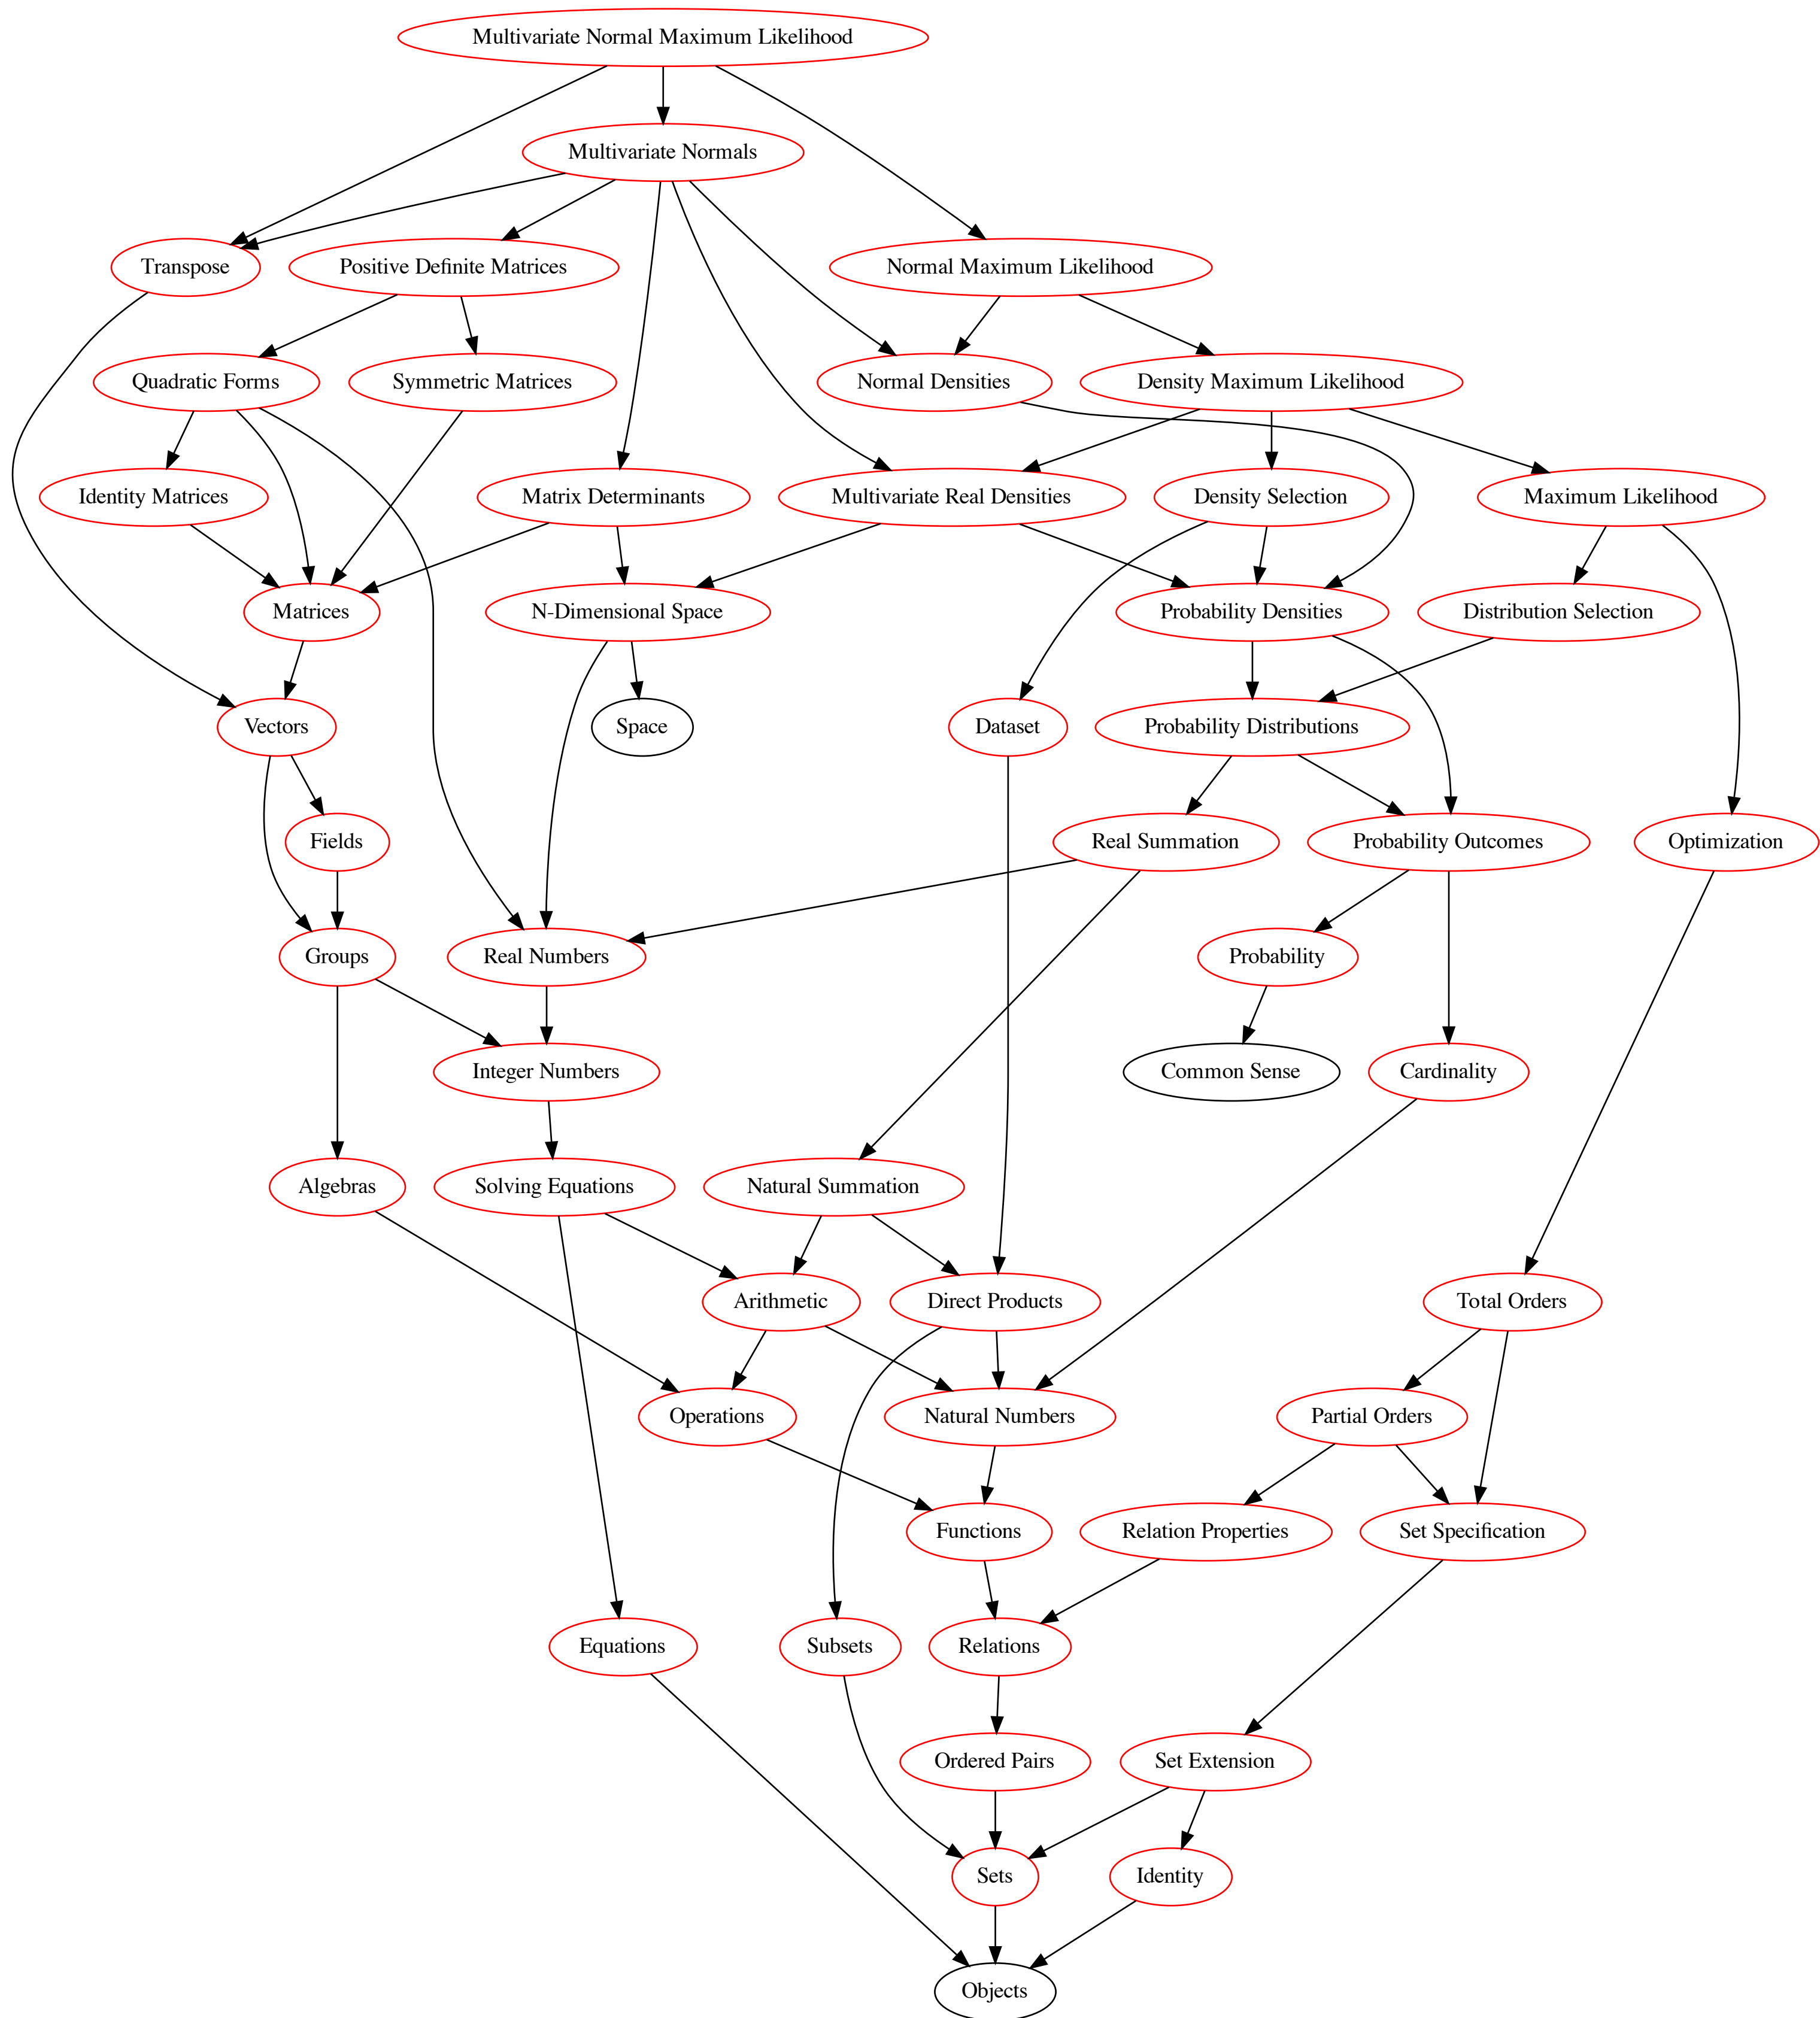 Multivariate Normal Maximum Likelihood
Multivariate Normals
Transpose
Positive Definite Matrices
Normal Maximum Likelihood
Quadratic Forms
Symmetric Matrices
Normal Densities
Density Maximum Likelihood
Identity Matrices
Matrix Determinants
Multivariate Real Densities
Density Selection
Maximum Likelihood
Matrices
N-Dimensional Space
Probability Densities
Distribution Selection
Vectors
Space
Dataset
Probability Distributions
Fields
Real Summation
Probability Outcomes
Optimization
Groups
Real Numbers
Probability
Integer Numbers
Common Sense
Cardinality
Algebras
Solving Equations
Natural Summation
Arithmetic
Direct Products
Total Orders
Operations
Natural Numbers
Partial Orders
Functions
Relation Properties
Set Specification
Equations
Subsets
Relations
Ordered Pairs
Set Extension
Sets
Identity
Objects